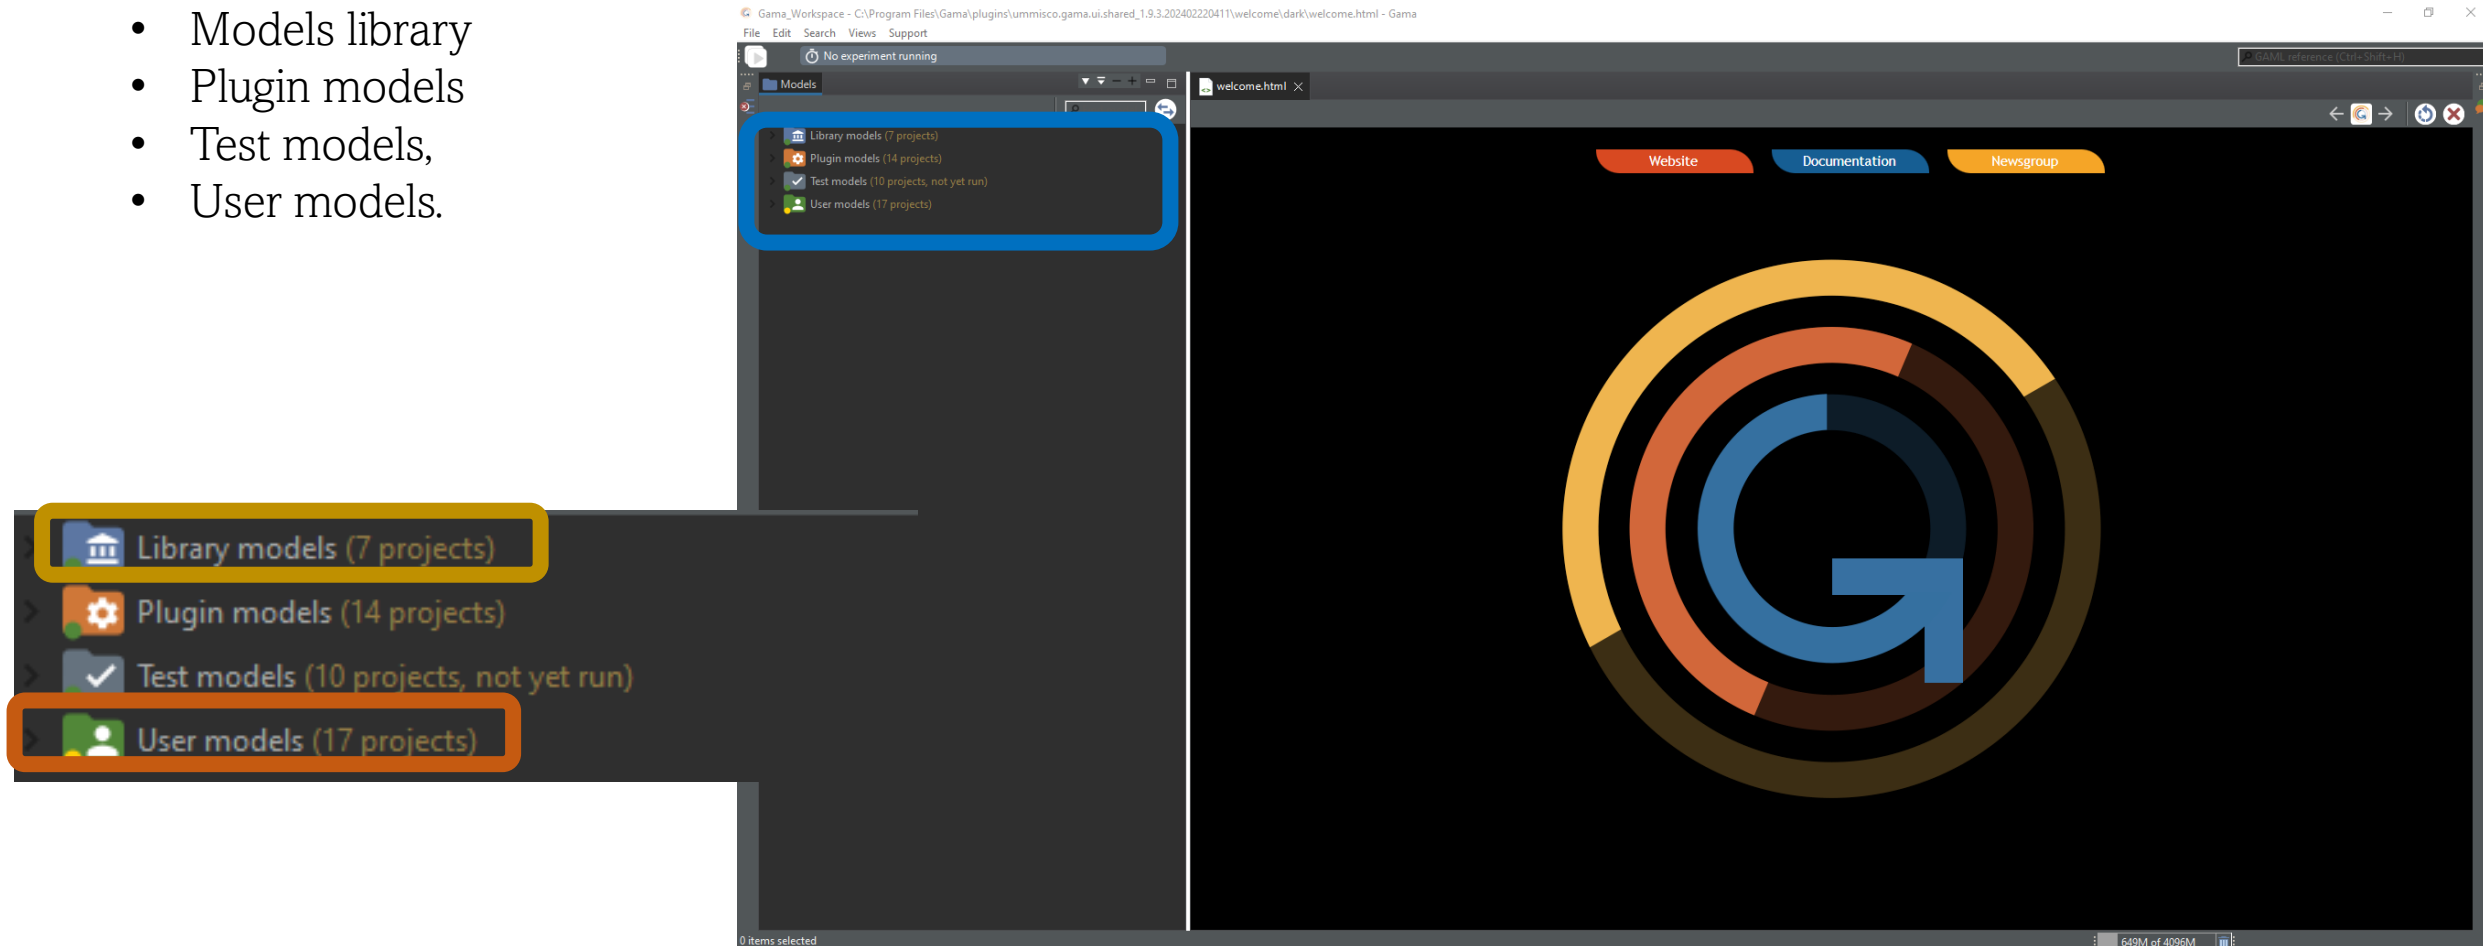 • Models library
• Plugin models
• Test models,
• User models.
Gama_Workspace - C:\Program Files\Gama\plugins\ummisco.gama.ui.shared_1.9.3.202402220411\welcome\dark\welcome.html - Gama
File Edit Search Views Support
No experiment running
GAML reference (Ctrl+Shift+H)
Models
welcome.html
Library models (7 projects)
Plugin models (14 projects)
Test models (10 projects, not yet run)
User models (17 projects)
Website Documentation Newsgroup
Library models (7 projects)
Plugin models (14 projects)
Test models (10 projects, not yet run)
User models (17 projects)
0 items selected
649M of 4096M